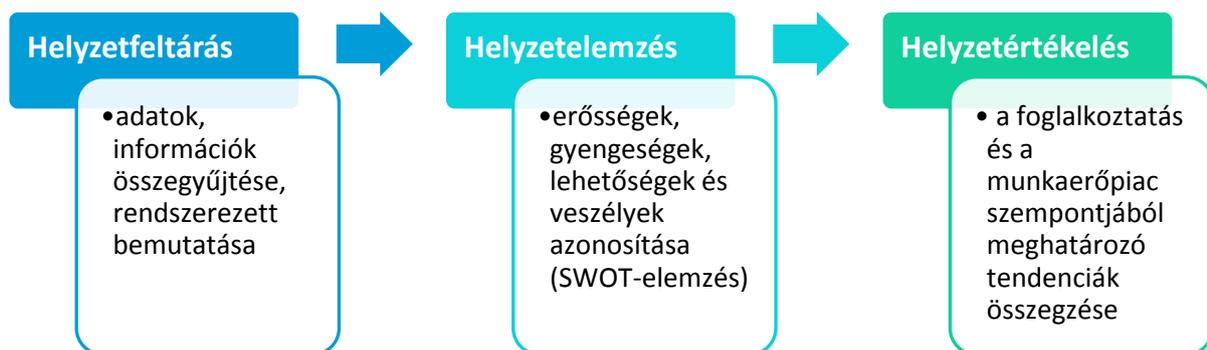 Helyzetfeltárás
•adatok,
információk
összegyűjtése,
rendszerezett
bemutatása
Helyzetelemzés
•erősségek,
gyengeségek,
lehetőségek és
veszélyek
azonosítása
(SWOT-elemzés)
Helyzetértékelés
• a foglalkoztatás
és a
munkaerőpiac
szempontjából
meghatározó
tendenciák
összegzése